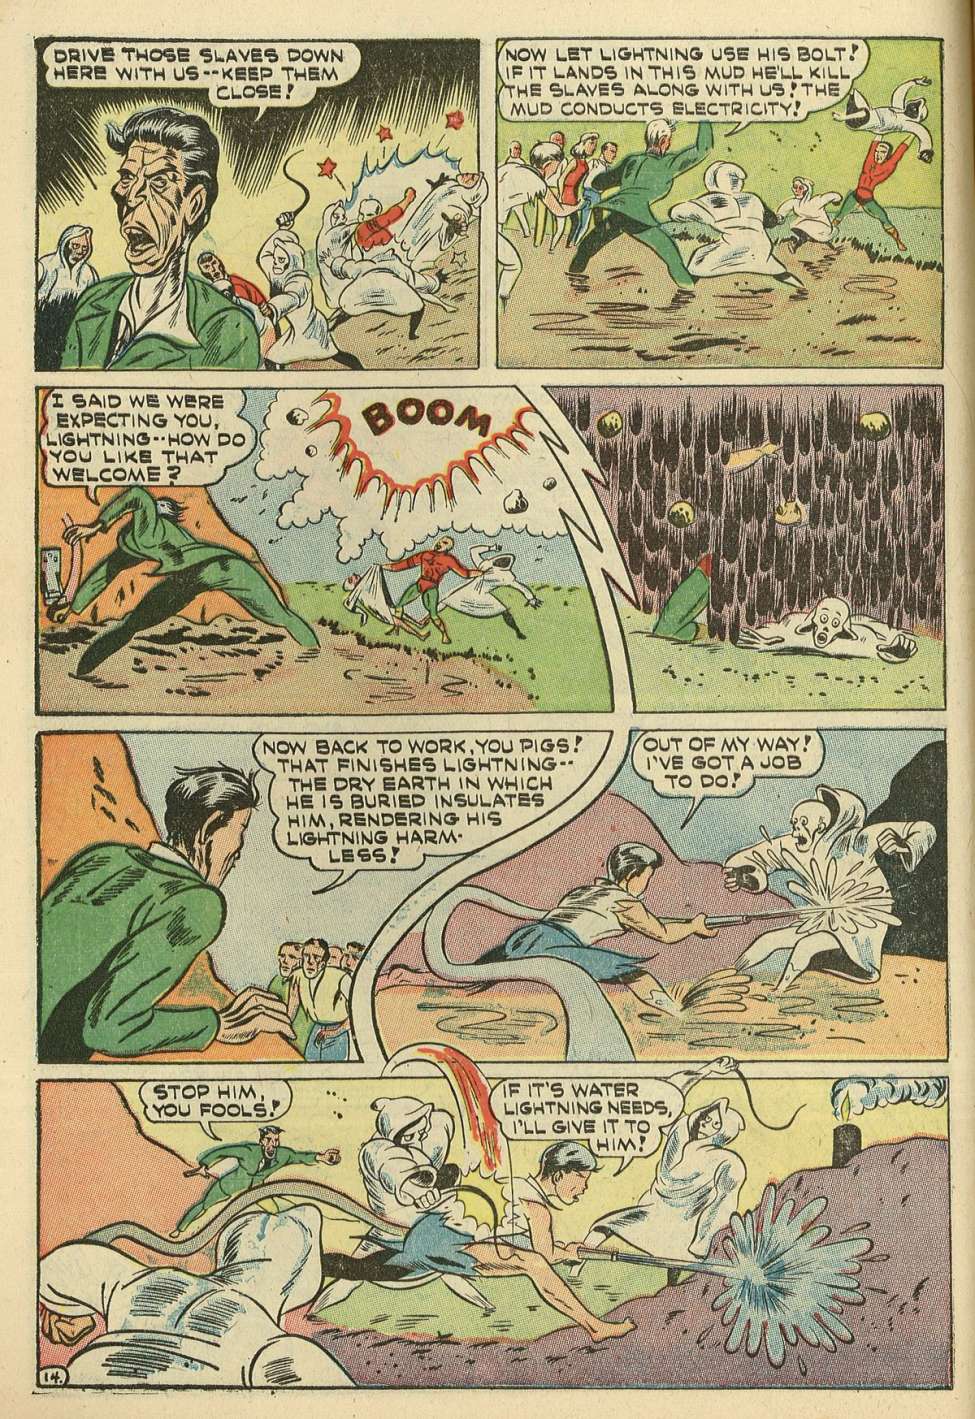 DRIVE THOSE SLAVES DOWN
HERE WITH US--KEEP THEM
CLOSE!
NOW LET LIGHTNING USE HIS BOLT!
IF IT LANDS IN THIS MUD HE'LL KILL
THE SLAVES ALONG WITH US! THE
MUD CONDUCTS ELECTRICITY!
I SAID WE WERE
EXPECTING YOU,
LIGHTNING--HOW DO
YOU LIKE THAT
WELCOME?
BOOM
NOW BACK TO WORK, YOU PIGS!
THAT FINISHES LIGHTNING--
THE DRY EARTH IN WHICH
HE IS BURIED INSULATES
HIM, RENDERING HIS
LIGHTNING HARM-
LESS!
OUT OF MY WAY!
I'VE GOT A JOB
TO DO!
STOP HIM,
YOU FOOLS!
IF IT'S WATER
LIGHTNING NEEDS,
I'LL GIVE IT TO
HIM!
14